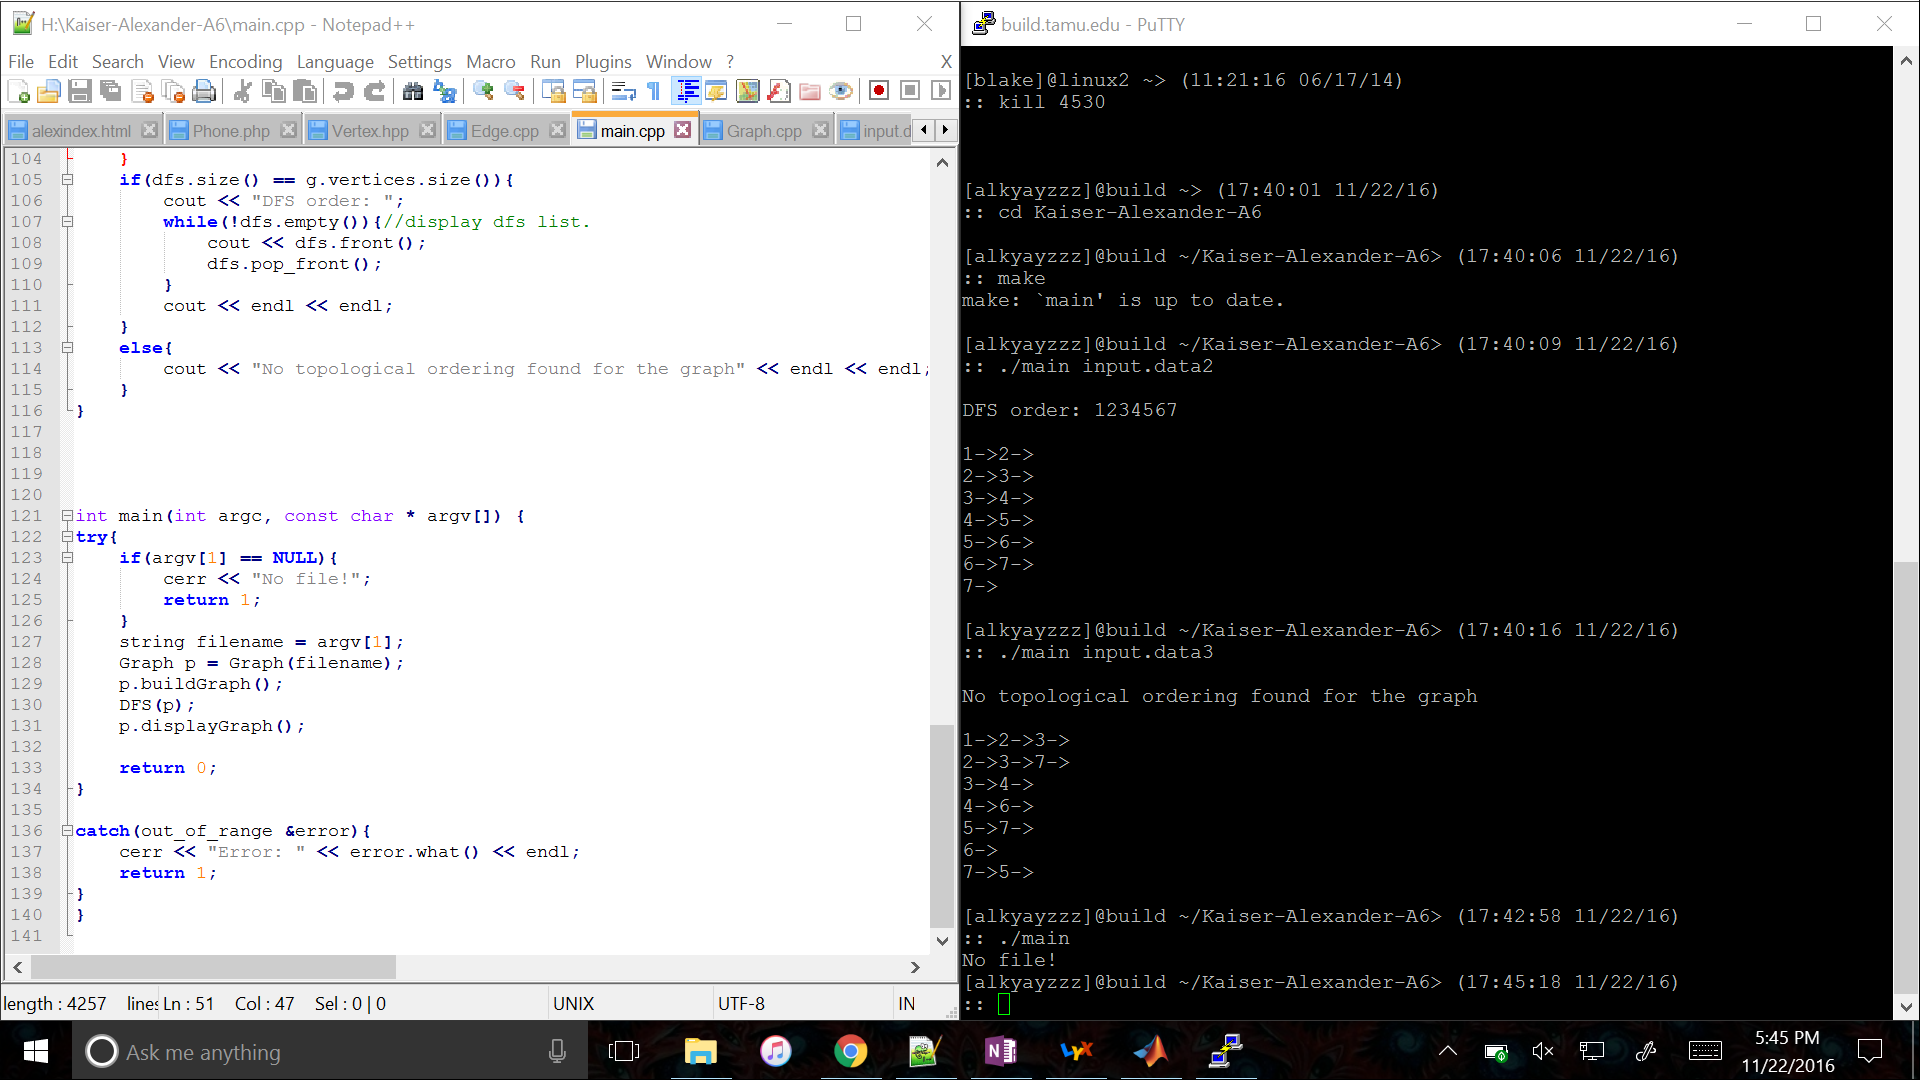 H:\Kaiser-Alexander-A6\main.cpp - Notepad++
File Edit Search View Encoding Language Settings Macro Run Plugins Window ? X
alexindex.html Phone.php Vertex.hpp Edge.cpp main.cpp Graph.cpp input.d
104 }
105 if(dfs.size() == g.vertices.size()){
106 cout << "DFS order: ";
107 while(!dfs.empty()){//display dfs list.
108 cout << dfs.front();
109 dfs.pop_front();
110 }
111 cout << endl << endl;
112 }
113 else{
114 cout << "No topological ordering found for the graph" << endl << endl;
115 }
116 }
117
118
119
120
121 int main(int argc, const char * argv[]) {
122 try{
123 if(argv[1] == NULL){
124 cerr << "No file!";
125 return 1;
126 }
127 string filename = argv[1];
128 Graph p = Graph(filename);
129 p.buildGraph();
130 DFS(p);
131 p.displayGraph();
132
133 return 0;
134 }
135
136 catch(out_of_range &error){
137 cerr << "Error: " << error.what() << endl;
138 return 1;
139 }
140 }
141
length : 4257 lines Ln : 51 Col : 47 Sel : 0 | 0 UNIX UTF-8 IN
build.tamu.edu - PuTTY
[blake]@linux2 ~> (11:21:16 06/17/14)
:: kill 4530
[alkyayzzz]@build ~> (17:40:01 11/22/16)
:: cd Kaiser-Alexander-A6
[alkyayzzz]@build ~/Kaiser-Alexander-A6> (17:40:06 11/22/16)
:: make
make: `main' is up to date.
[alkyayzzz]@build ~/Kaiser-Alexander-A6> (17:40:09 11/22/16)
:: ./main input.data2
DFS order: 1234567
1->2->
2->3->
3->4->
4->5->
5->6->
6->7->
7->
[alkyayzzz]@build ~/Kaiser-Alexander-A6> (17:40:16 11/22/16)
:: ./main input.data3
No topological ordering found for the graph
1->2->3->
2->3->7->
3->4->
4->6->
5->7->
6->
7->5->
[alkyayzzz]@build ~/Kaiser-Alexander-A6> (17:42:58 11/22/16)
:: ./main
No file!
[alkyayzzz]@build ~/Kaiser-Alexander-A6> (17:45:18 11/22/16)
::
Ask me anything
5:45 PM
11/22/2016